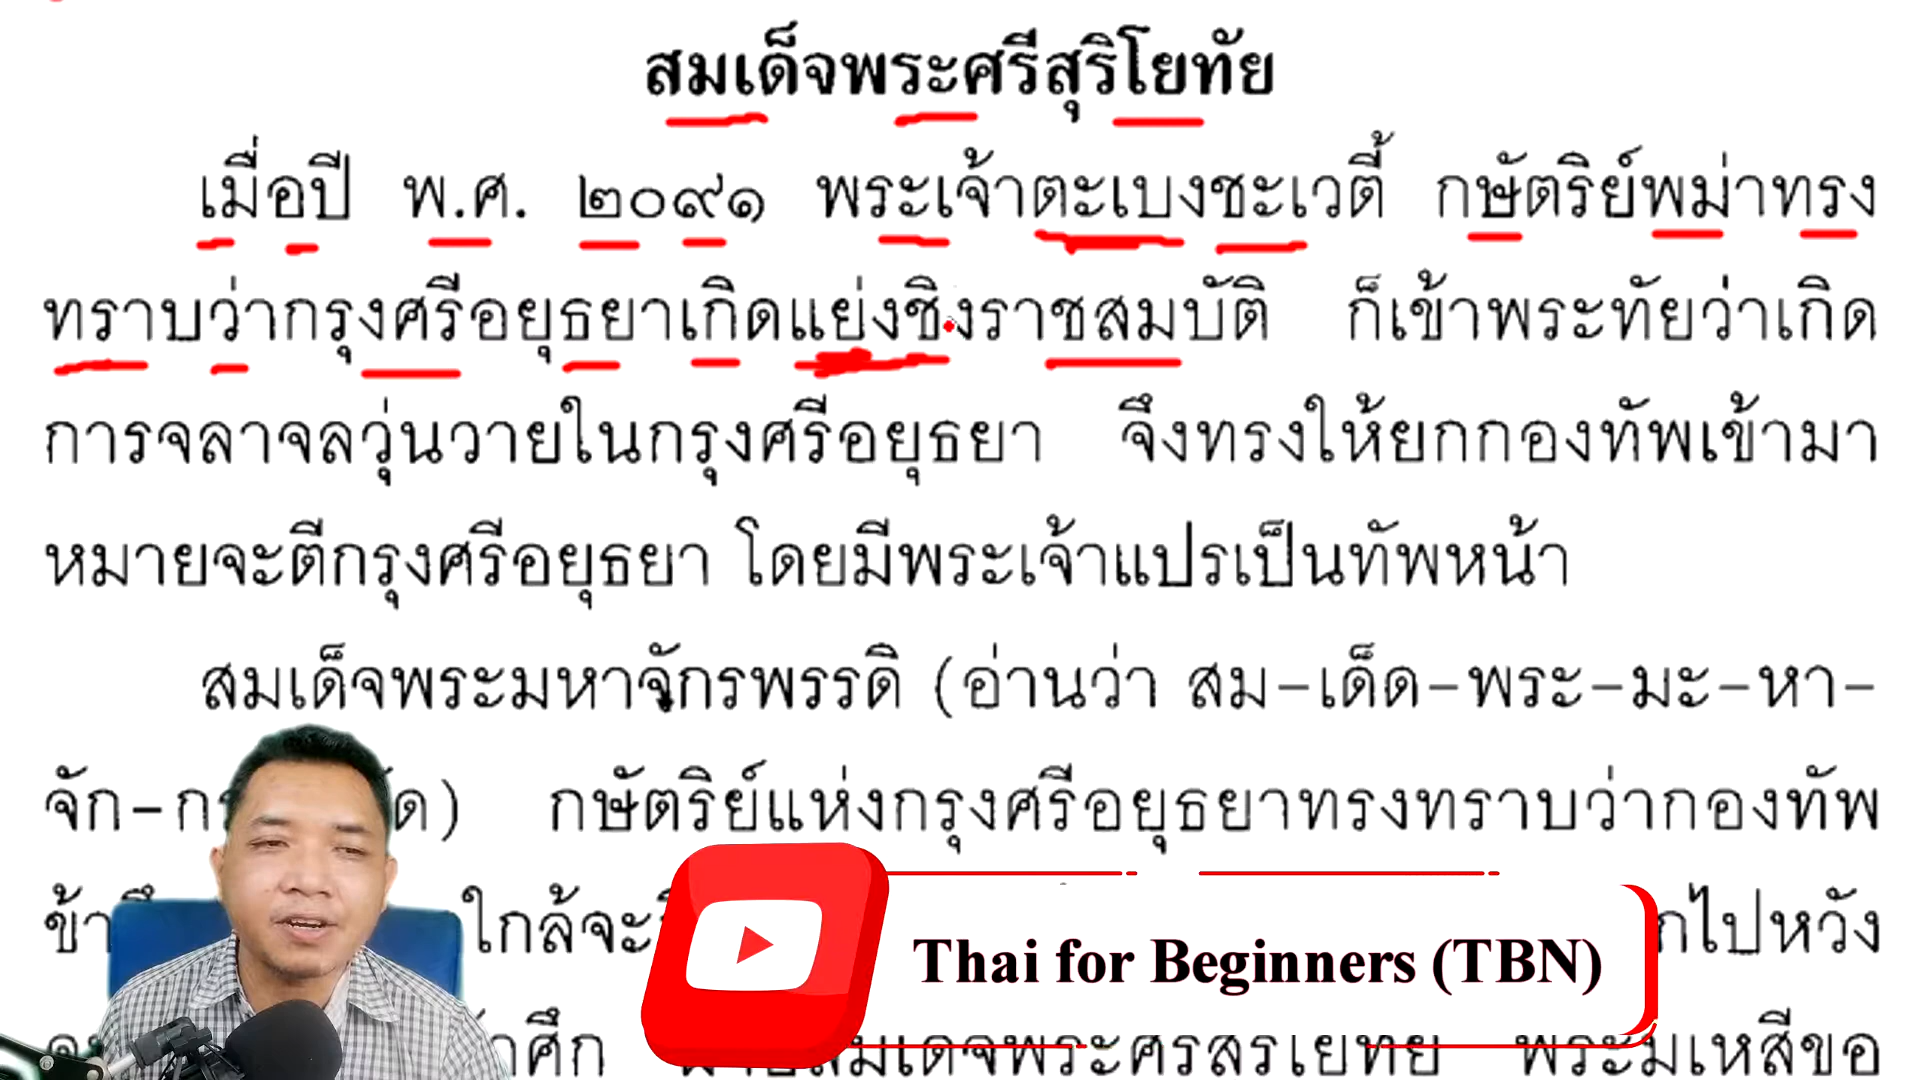 สมเด็จพระศรีสุริโยทัย
เมื่อปี พ.ศ. ๒๐๙๑ พระเจ้าตะเบงชะเวตี้ กษัตริย์พม่าทรง
ทราบว่ากรุงศรีอยุธยาเกิดแย่งชิงราชสมบัติ ก็เข้าพระทัยว่าเกิด
การจลาจลวุ่นวายในกรุงศรีอยุธยา จึงทรงให้ยกกองทัพเข้ามา
หมายจะตีกรุงศรีอยุธยา โดยมีพระเจ้าแปรเป็นทัพหน้า
สมเด็จพระมหาจักรพรรดิ (อ่านว่า สม-เด็ด-พระ-มะ-หา-
จัก-) กษัตริย์แห่งกรุงศรีอยุธยาทรงทราบว่ากองทัพ
ใกล้จะ ไปหวัง
Thai for Beginners (TBN)
พระมเหสีขอ